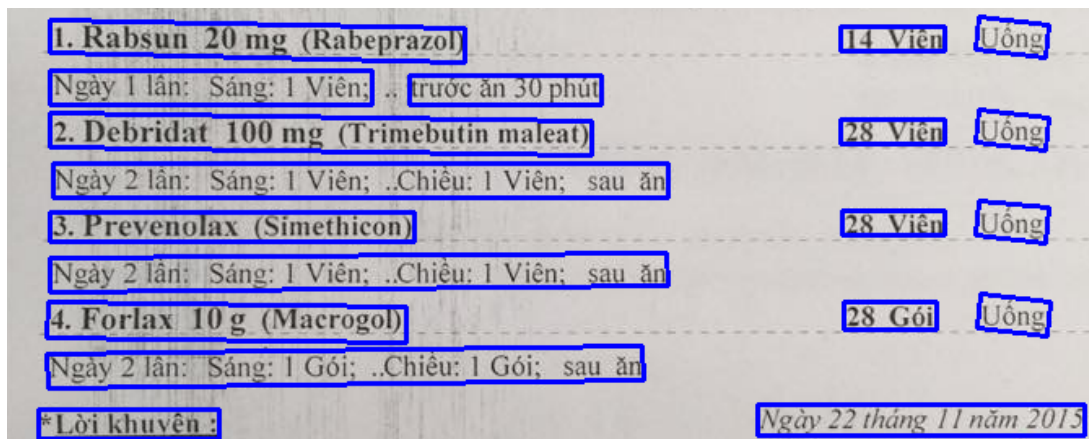 1. Rabsun 20 mg (Rabeprazol) 14 Viên Uống
Ngày 1 lần: Sáng: 1 Viên; .. trước ăn 30 phút
2. Debridat 100 mg (Trimebutin maleat) 28 Viên Uống
Ngày 2 lần: Sáng: 1 Viên; ..Chiều: 1 Viên; sau ăn
3. Prevenolax (Simethicon) 28 Viên Uống
Ngày 2 lần: Sáng: 1 Viên; ..Chiều: 1 Viên; sau ăn
4. Forlax 10 g (Macrogol) 28 Gói Uống
Ngày 2 lần: Sáng: 1 Gói; ..Chiều: 1 Gói; sau ăn
*Lời khuyên : Ngày 22 tháng 11 năm 2015